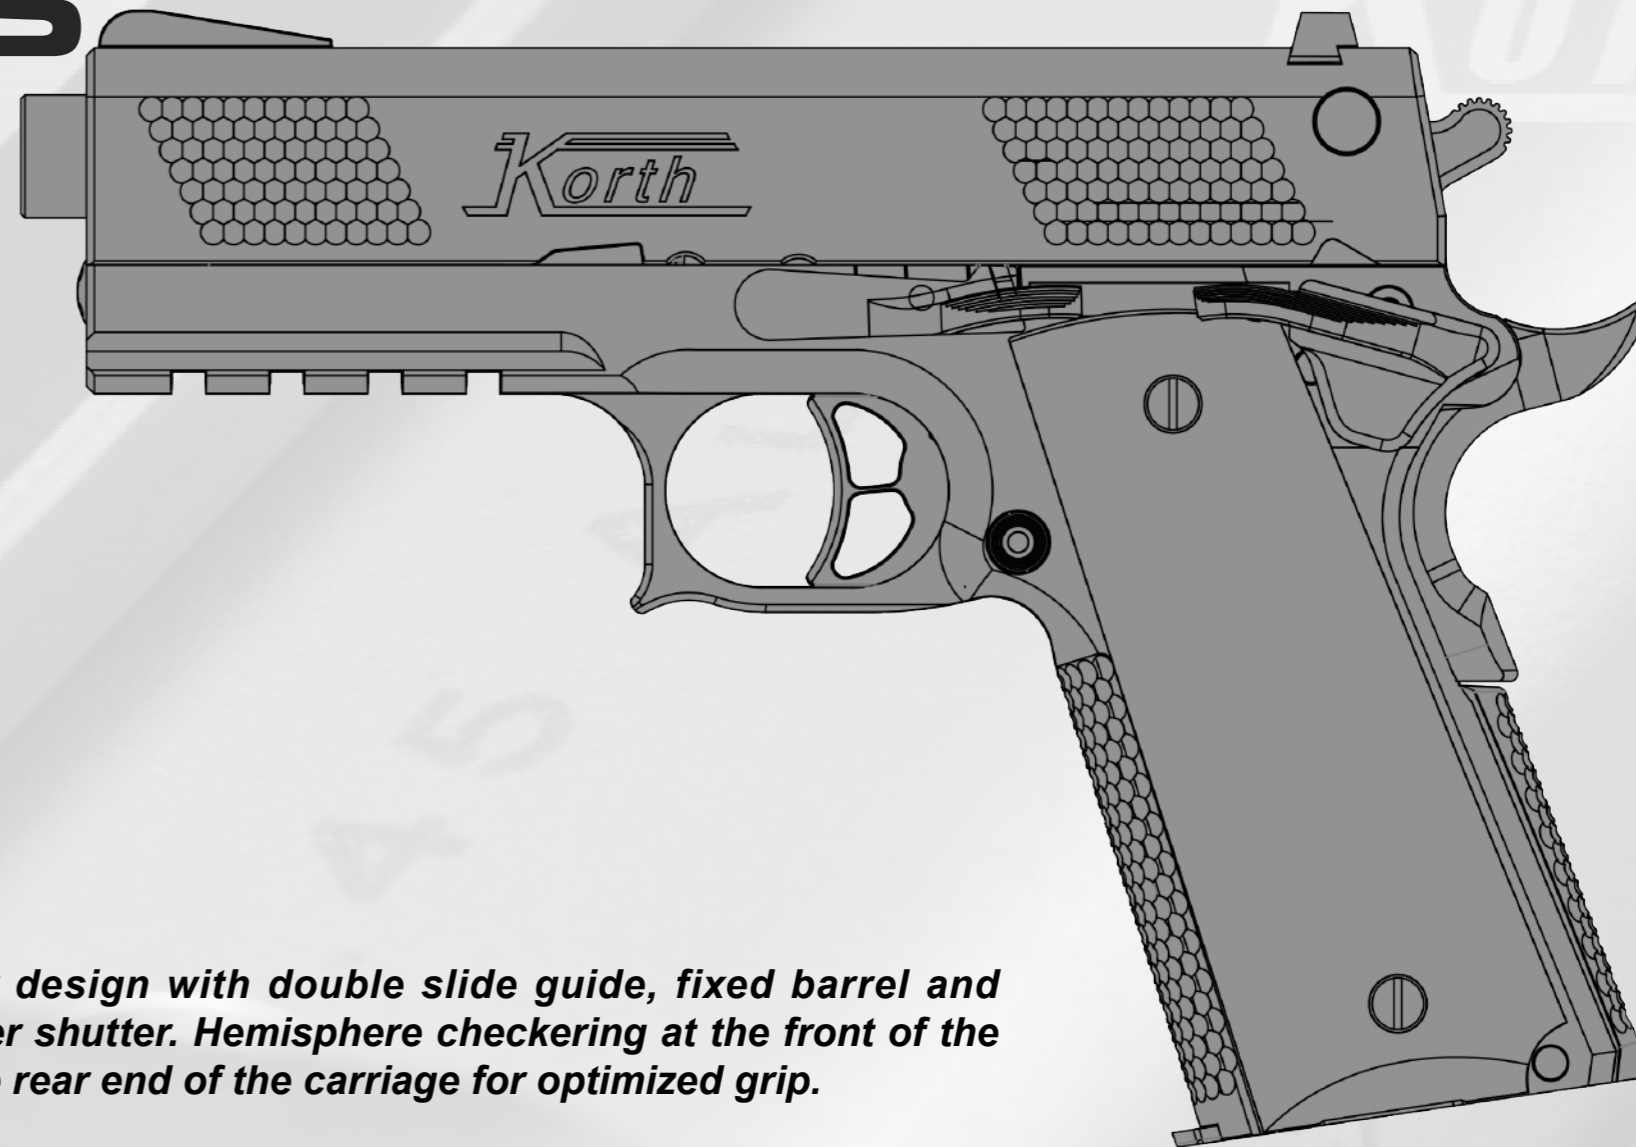 Korth
design with double slide guide, fixed barrel and
shutter. Hemisphere checkering at the front of the
rear end of the carriage for optimized grip.